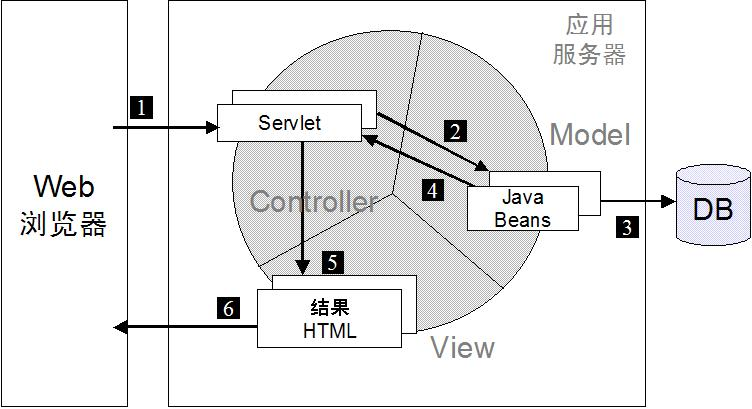 应用
服务器
1
Servlet
2
Model
Web
浏览器
Controller
4
Java
Beans
3
DB
5
6
结果
HTML
View